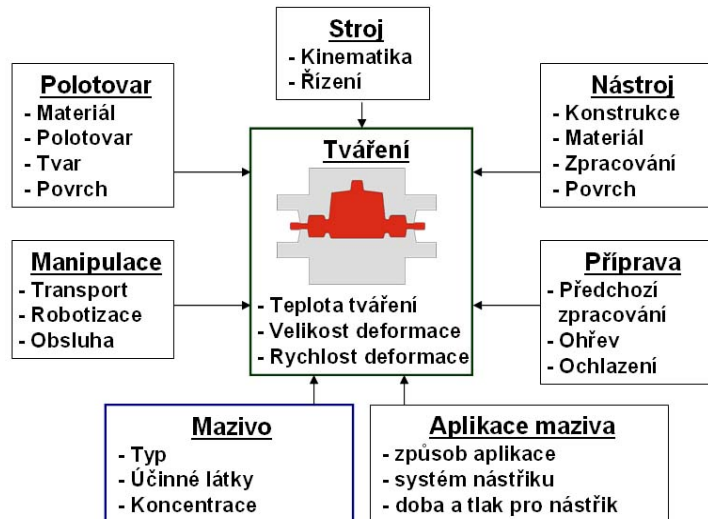 Stroj
- Kinematika
- Řízení
Polotovar
- Materiál
- Polotovar
- Tvar
- Povrch
Nástroj
- Konstrukce
- Materiál
- Zpracování
- Povrch
Tváření
- Teplota tváření
- Velikost deformace
- Rychlost deformace
Manipulace
- Transport
- Robotizace
- Obsluha
Příprava
- Předchozí
zpracování
- Ohřev
- Ochlazení
Mazivo
- Typ
- Účinné látky
- Koncentrace
Aplikace maziva
- způsob aplikace
- systém nástřiku
- doba a tlak pro nástřik